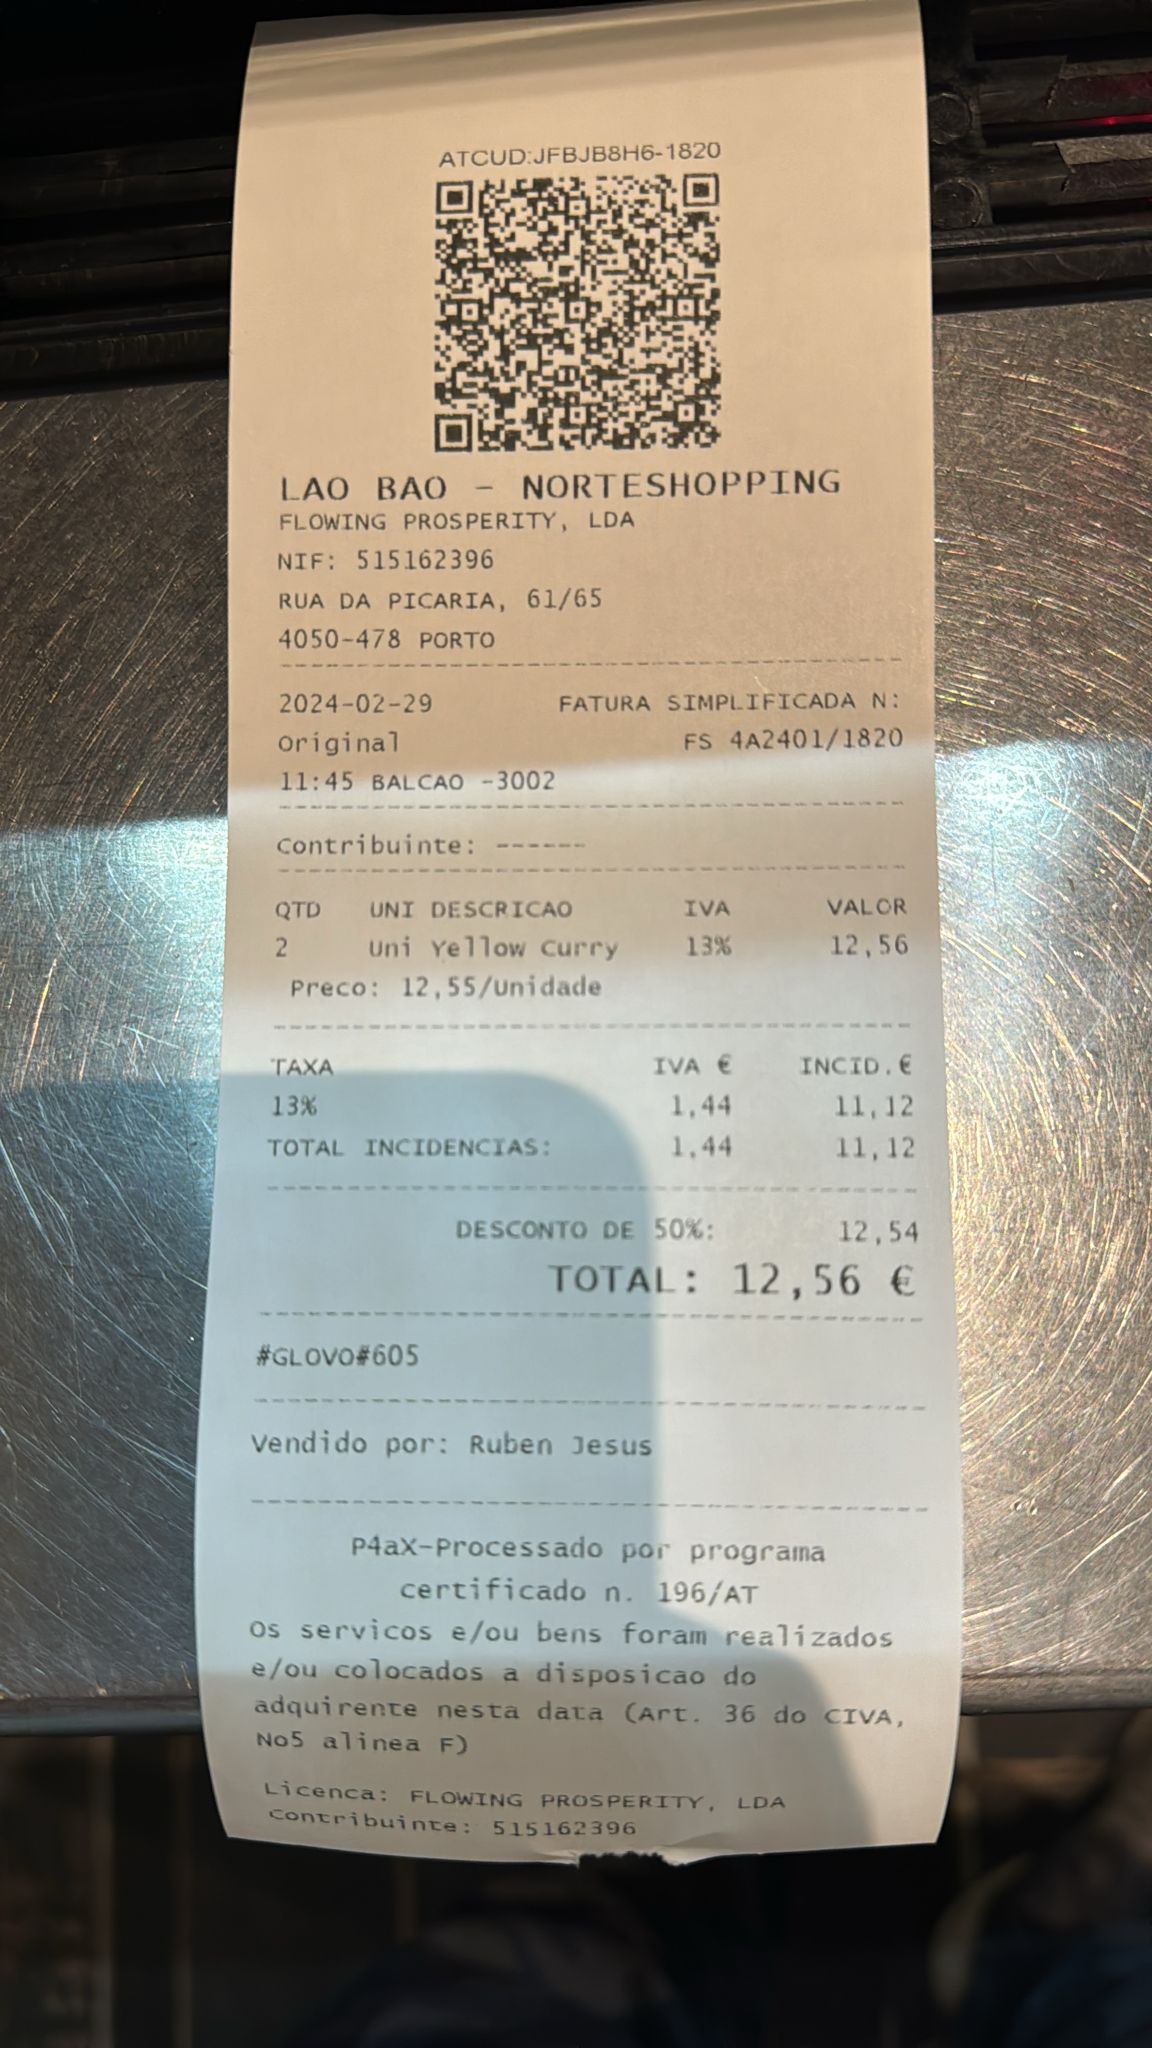 ATCUD:JFBJB8H6-1820
LAO BAO - NORTESHOPPING
FLOWING PROSPERITY, LDA
NIF: 515162396
RUA DA PICARIA, 61/65
4050-478 PORTO
2024-02-29 FATURA SIMPLIFICADA N:
Original FS 4A2401/1820
11:45 BALCAO -3002
Contribuinte: ------
QTD UNI DESCRICAO IVA VALOR
2 Uni Yellow Curry 13% 12,56
Preco: 12,55/Unidade
TAXA IVA € INCID.€
13% 1,44 11,12
TOTAL INCIDENCIAS: 1,44 11,12
DESCONTO DE 50%: 12,54
TOTAL: 12,56 €
#GLOVO#605
Vendido por: Ruben Jesus
P4aX-Processado por programa
certificado n. 196/AT
Os servicos e/ou bens foram realizados
e/ou colocados a disposicao do
adquirente nesta data (Art. 36 do CIVA,
No5 alinea F)
Licenca: FLOWING PROSPERITY, LDA
Contribuinte: 515162396